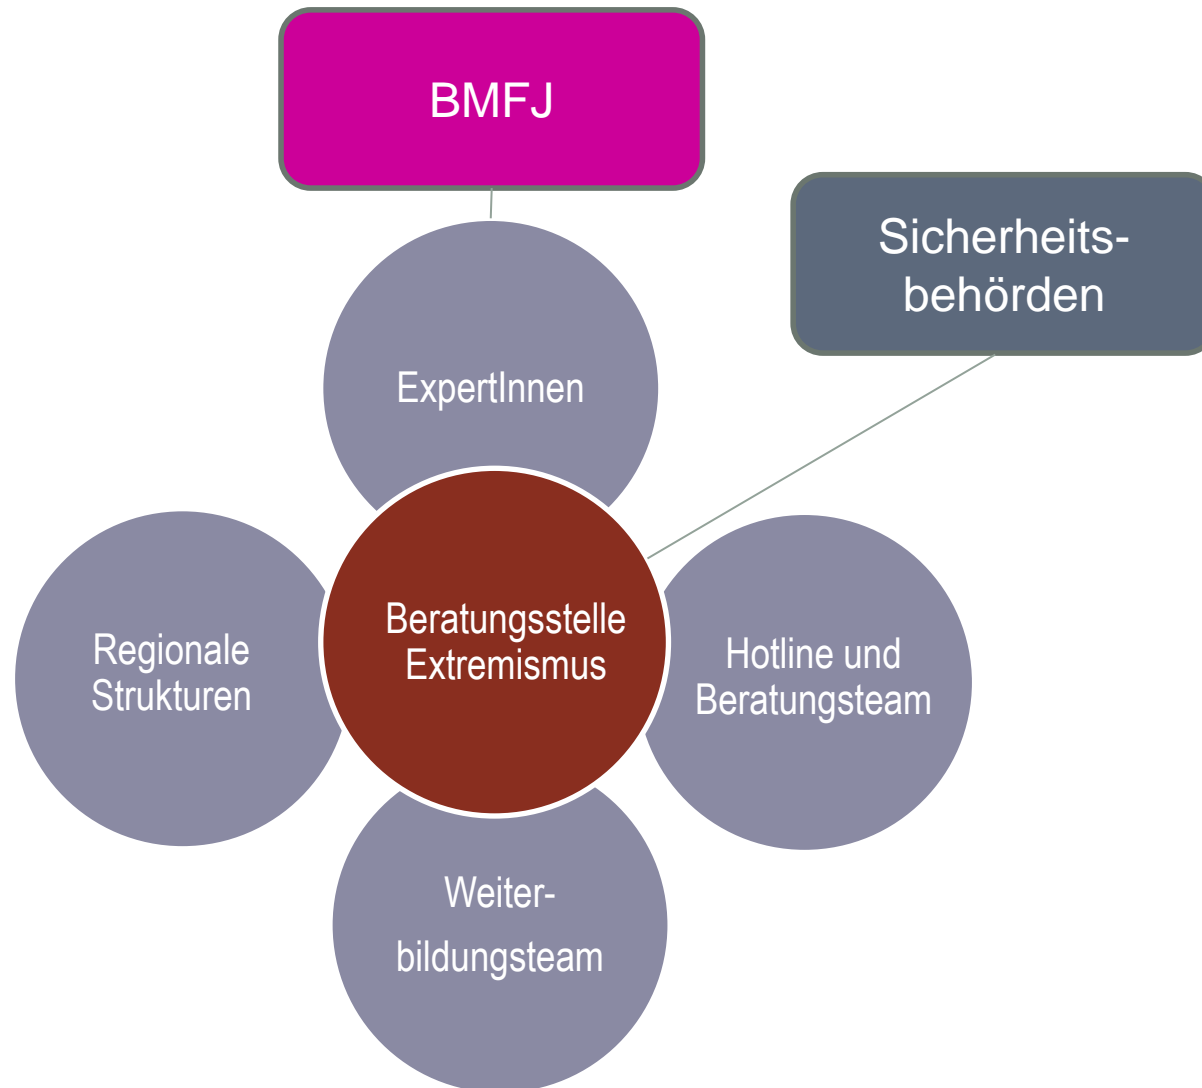 BMFJ
Sicherheits-
behörden
ExpertInnen
Beratungsstelle
Extremismus
Regionale
Strukturen
Hotline und
Beratungsteam
Weiter-
bildungsteam